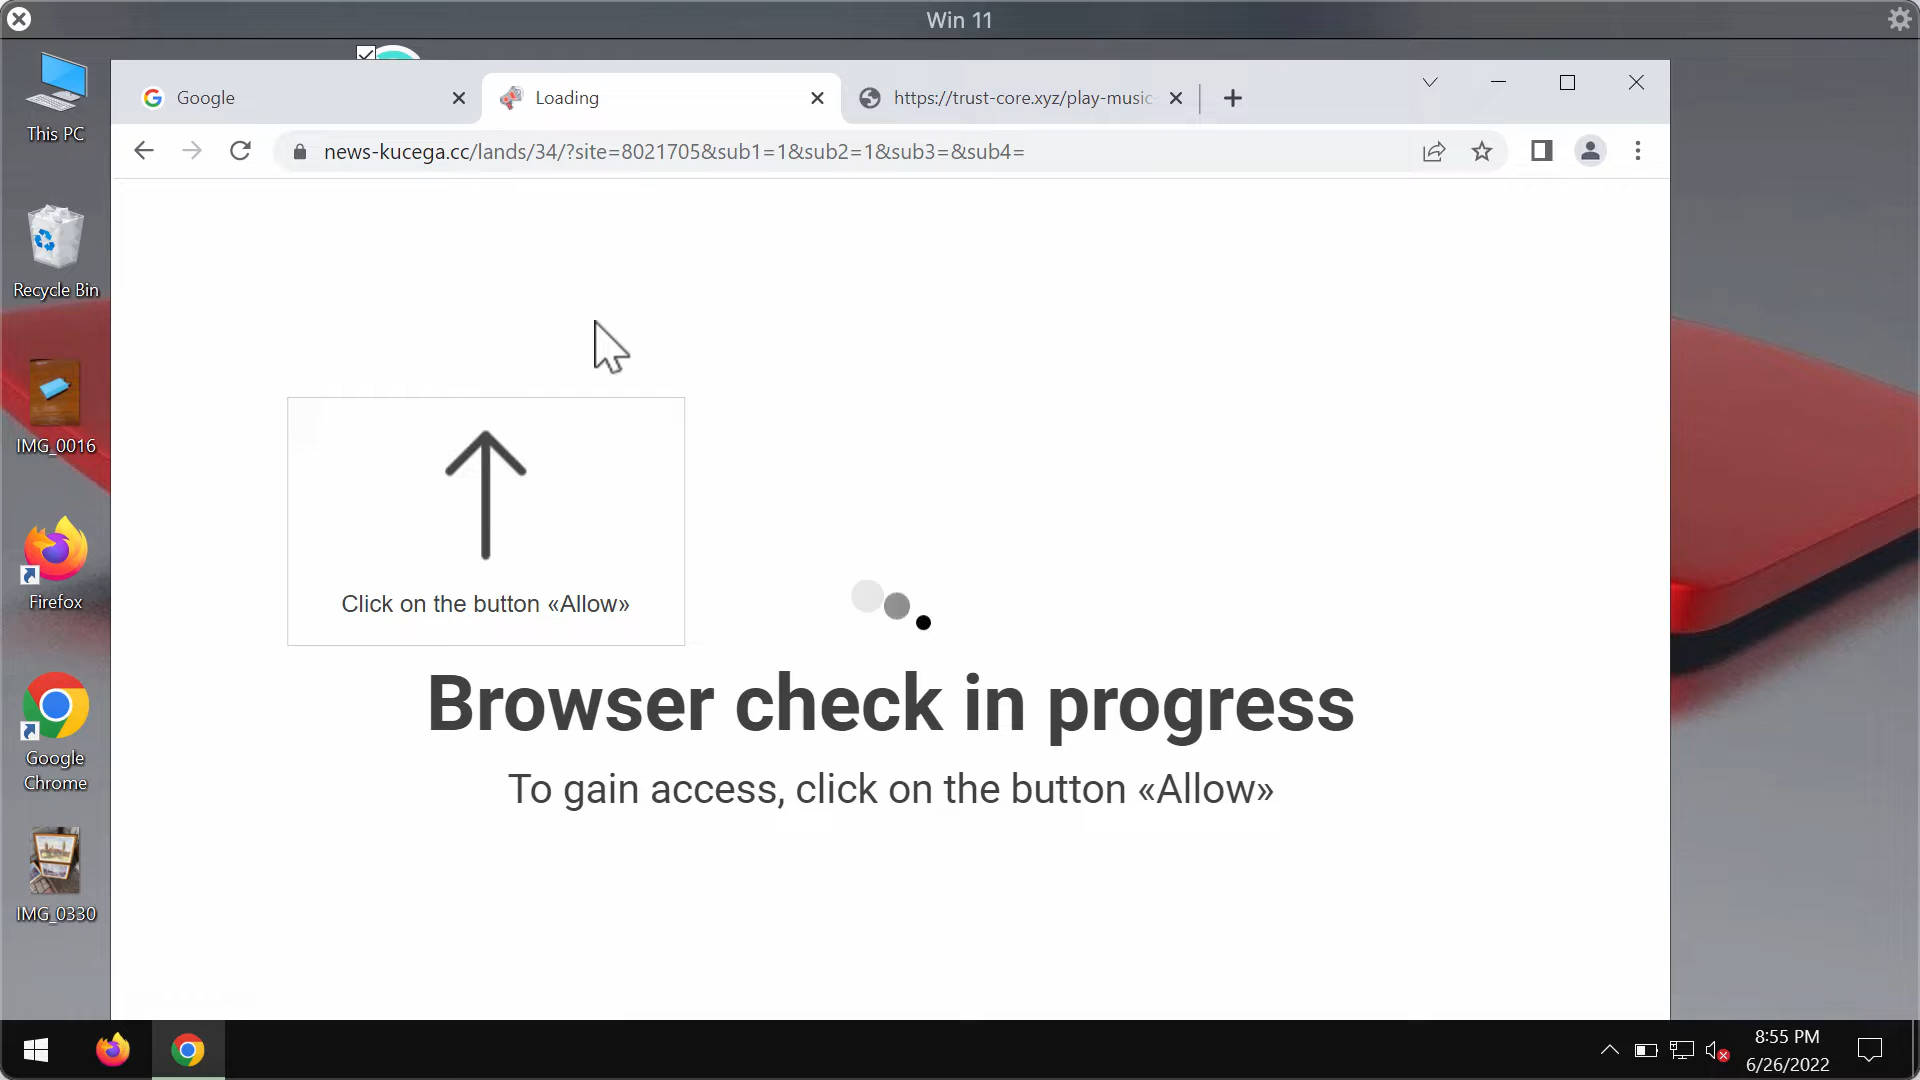 Win 11
This PC
Recycle Bin
IMG_0016
Firefox
Google
Chrome
IMG_0330
Google
Loading
https://trust-core.xyz/play-music-
news-kucega.cc/lands/34/?site=8021705&sub1=1&sub2=1&sub3=&sub4=
Click on the button «Allow»
Browser check in progress
To gain access, click on the button «Allow»
8:55 PM
6/26/2022